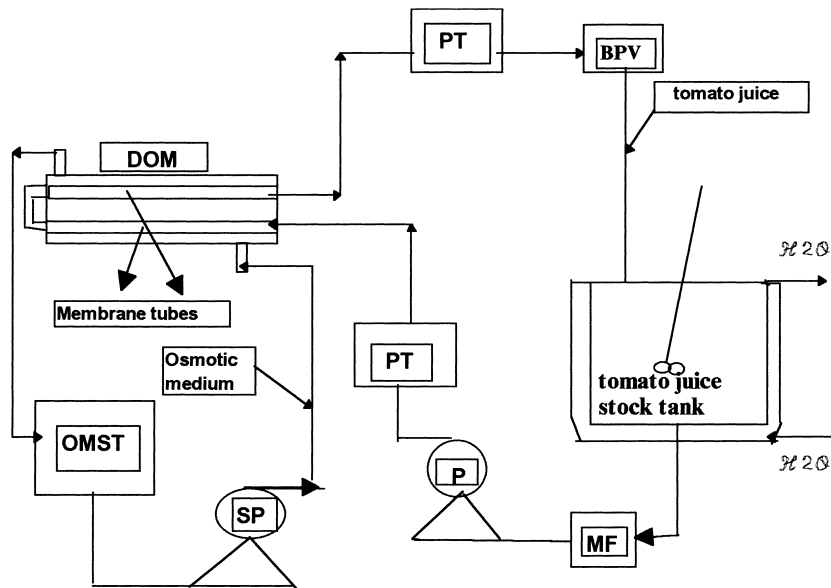 PT
BPV
tomato juice
DOM
ℋ2𝒪
Membrane tubes
Osmotic
medium
PT
tomato juice
stock tank
OMST
P
ℋ2𝒪
SP
MF